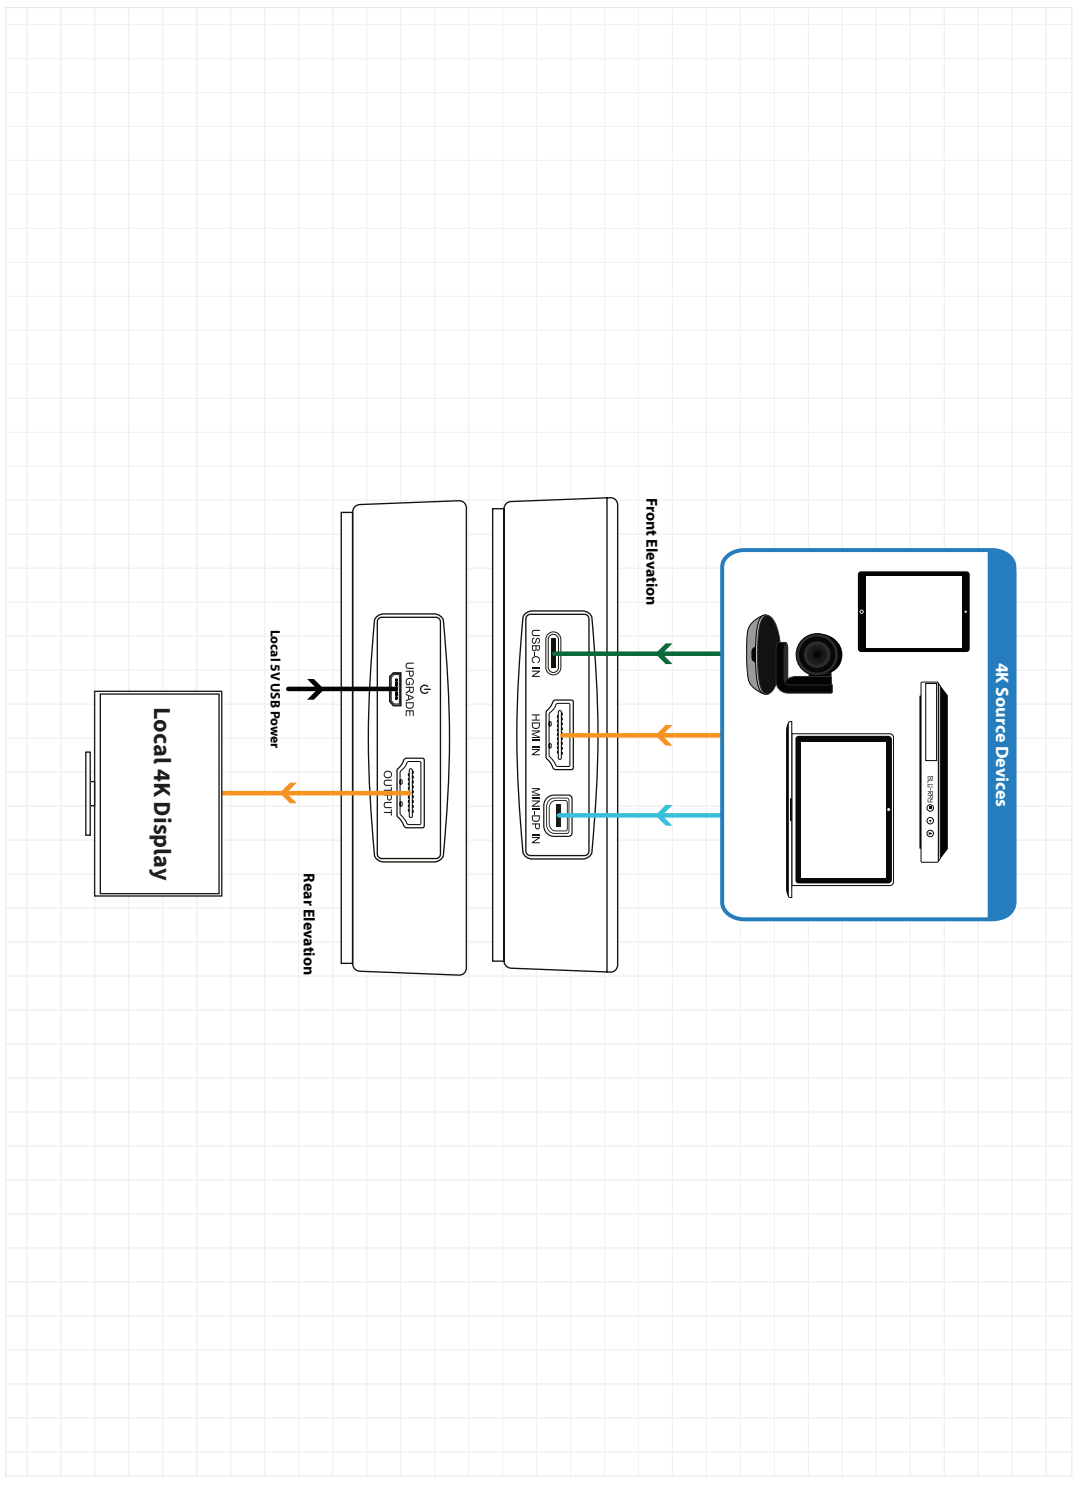 4K Source Devices
BLU-RAY
Front Elevation
USB-C IN
HDMI IN
MINI-DP IN
UPGRADE
OUTPUT
Local 5V USB Power
Rear Elevation
Local 4K Display